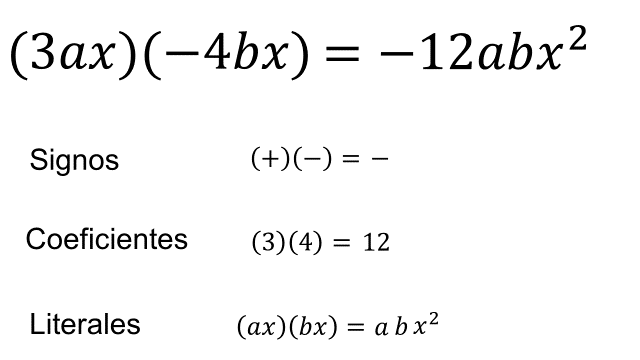 (3ax)(−4bx) = −12abx²
Signos (+)(−) = −
Coeficientes (3)(4) = 12
Literales (ax)(bx) = a b x²